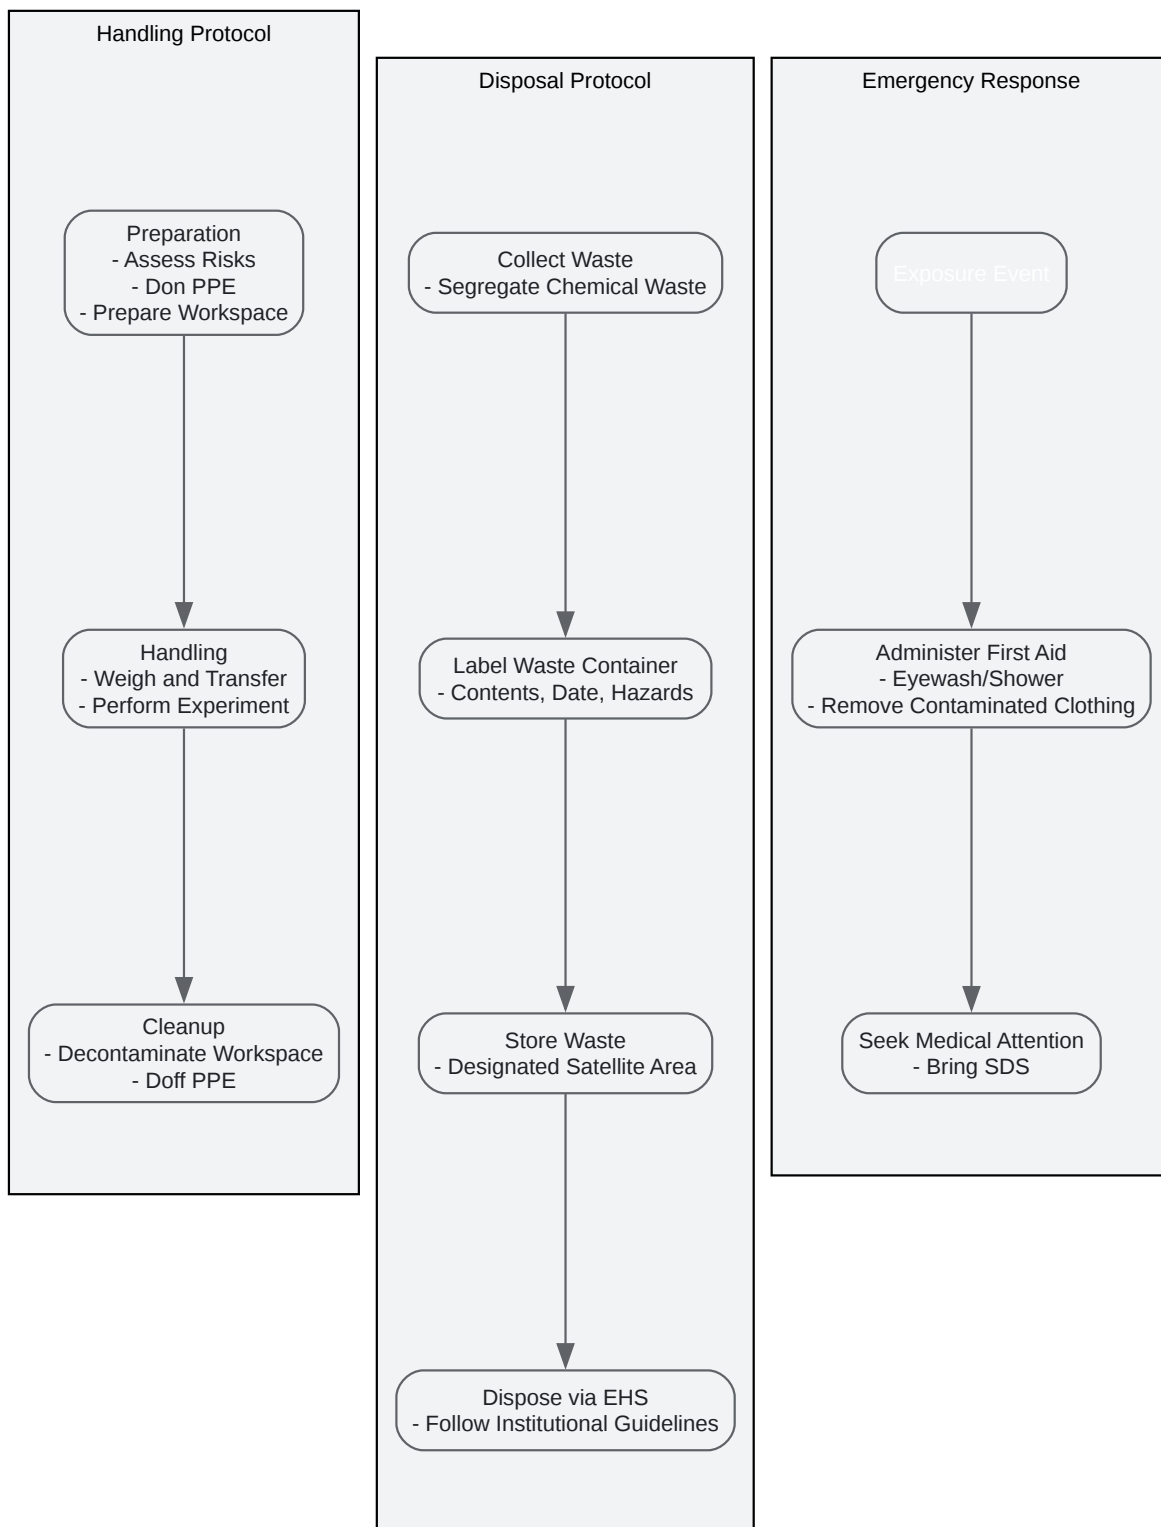 Handling Protocol
Preparation
- Assess Risks
- Don PPE
- Prepare Workspace
Handling
- Weigh and Transfer
- Perform Experiment
Cleanup
- Decontaminate Workspace
- Doff PPE
Disposal Protocol
Collect Waste
- Segregate Chemical Waste
Label Waste Container
- Contents, Date, Hazards
Store Waste
- Designated Satellite Area
Dispose via EHS
- Follow Institutional Guidelines
Emergency Response
Exposure Event
Administer First Aid
- Eyewash/Shower
- Remove Contaminated Clothing
Seek Medical Attention
- Bring SDS